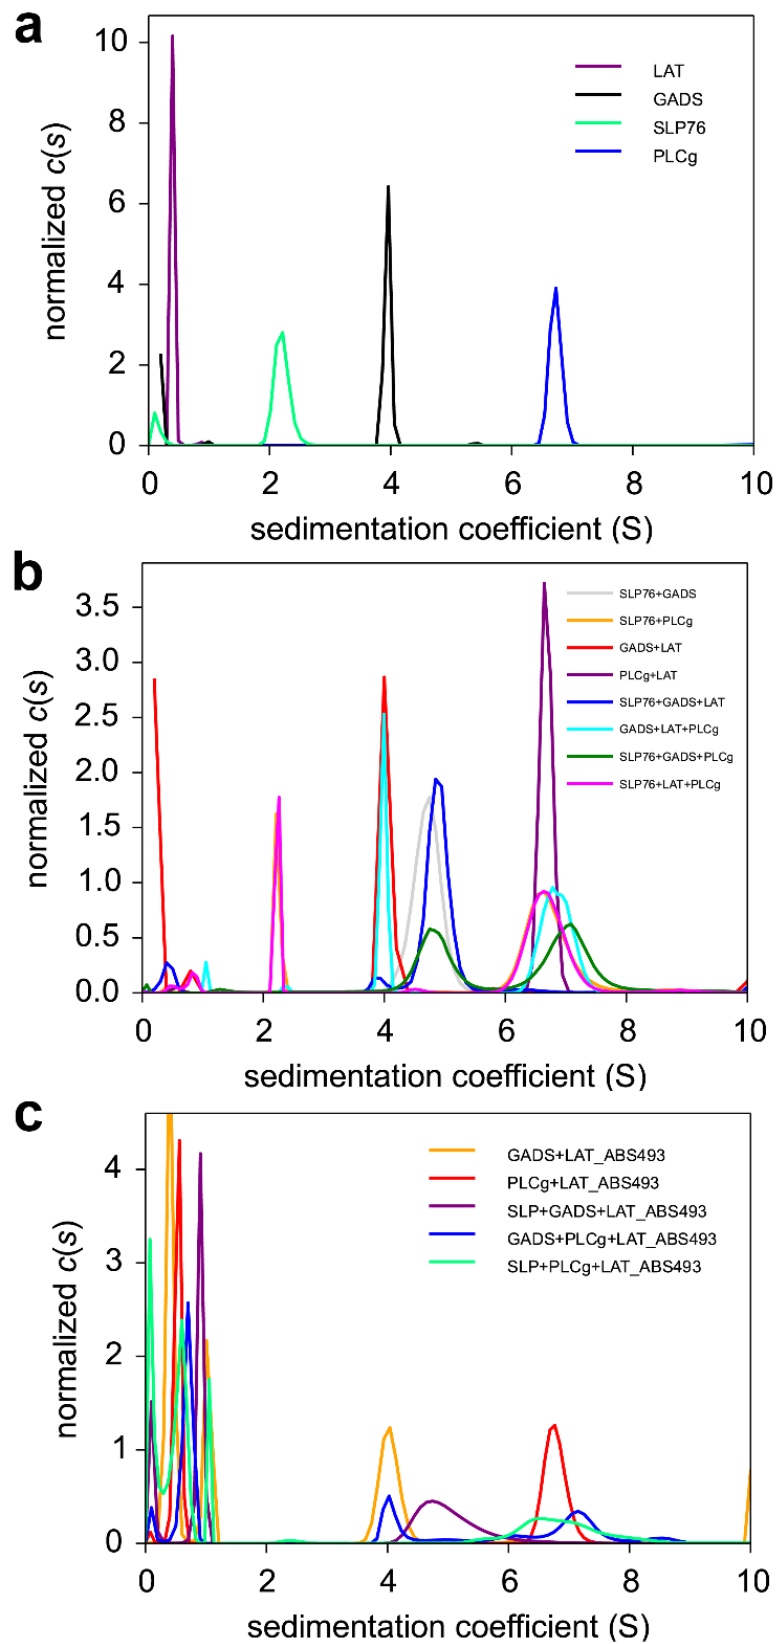 a
10
8
6
4
2
0
normalized c(s)
LAT
GADS
SLP76
PLCg
0 2 4 6 8 10
sedimentation coefficient (S)
b
3.5
3.0
2.5
2.0
1.5
1.0
0.5
0.0
normalized c(s)
SLP76+GADS
SLP76+PLCg
GADS+LAT
PLCg+LAT
SLP76+GADS+LAT
GADS+LAT+PLCg
SLP76+GADS+PLCg
SLP76+LAT+PLCg
0 2 4 6 8 10
sedimentation coefficient (S)
c
4
3
2
1
0
normalized c(s)
GADS+LAT_ABS493
PLCg+LAT_ABS493
SLP+GADS+LAT_ABS493
GADS+PLCg+LAT_ABS493
SLP+PLCg+LAT_ABS493
0 2 4 6 8 10
sedimentation coefficient (S)